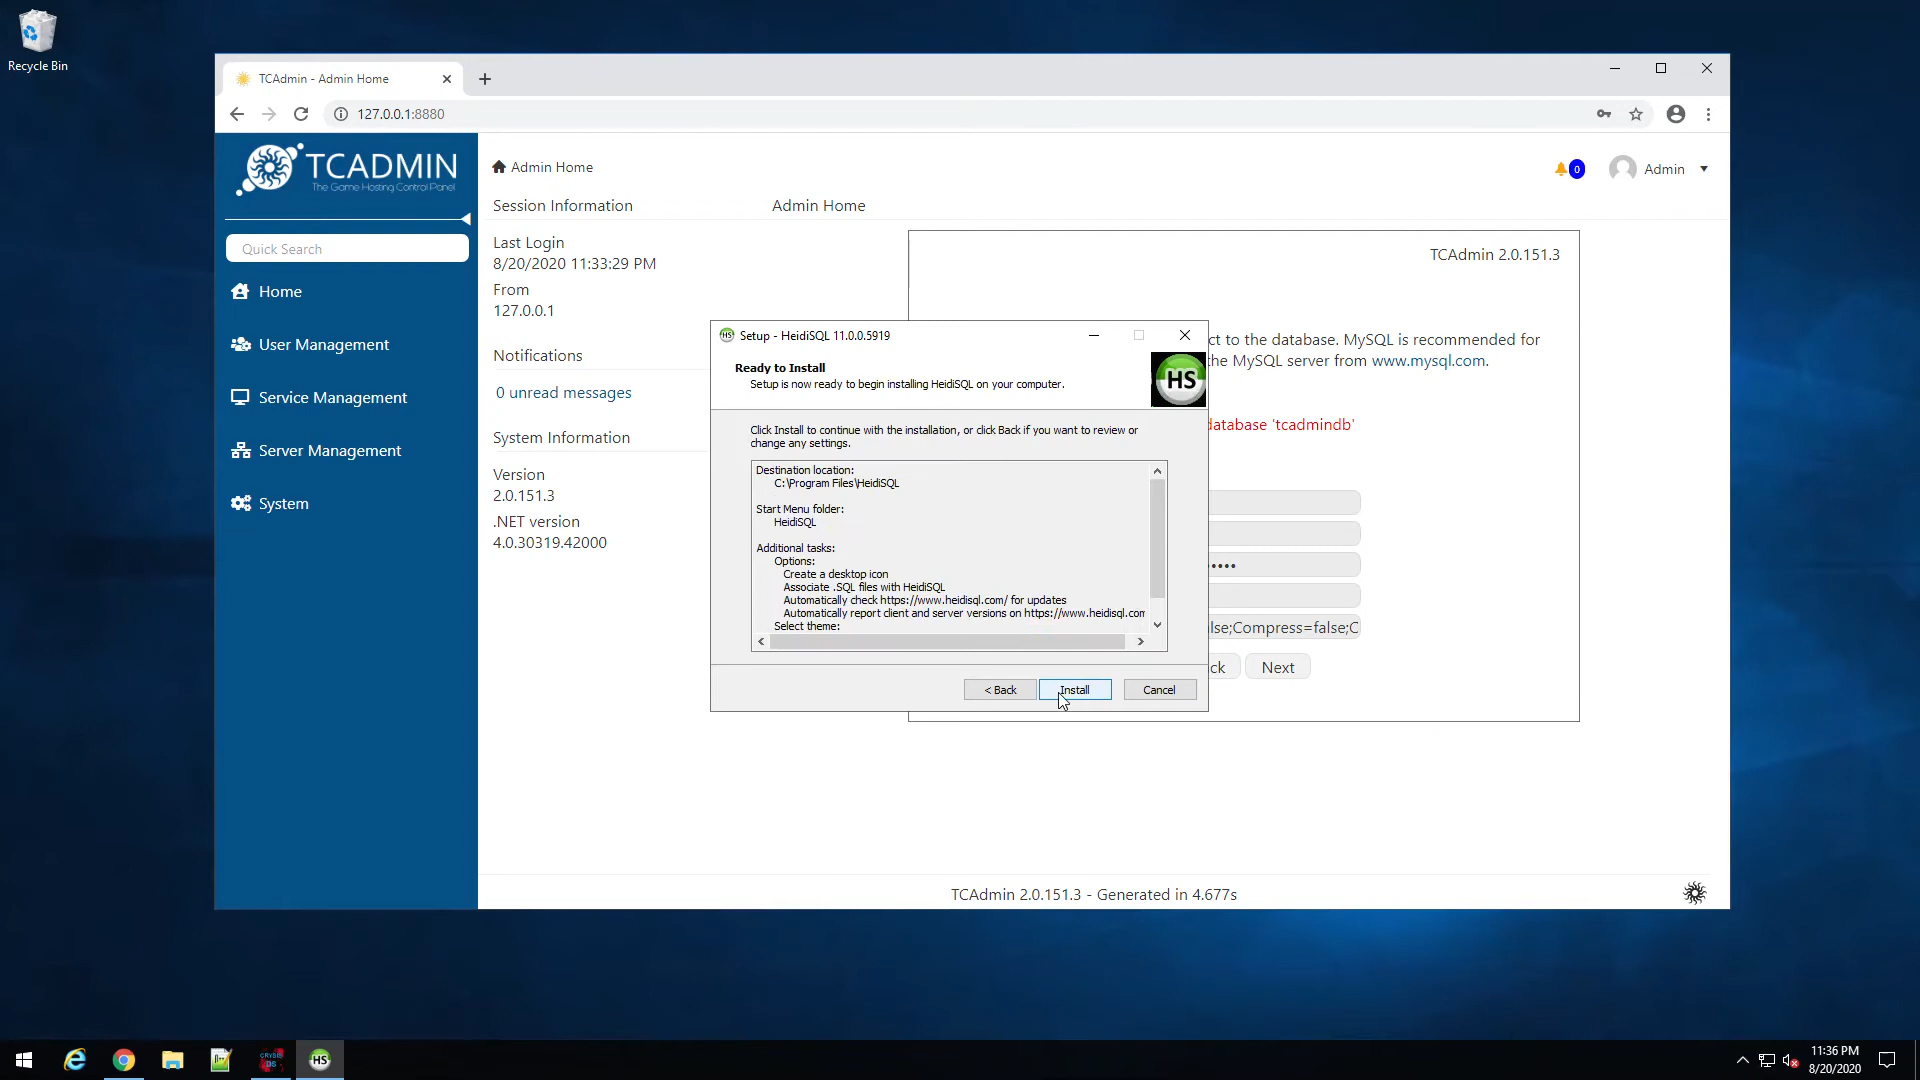 Recycle Bin
TCAdmin - Admin Home
127.0.0.1:8880
TCADMIN
The Game Hosting Control Panel
Quick Search
Home
User Management
Service Management
Server Management
System
Admin Home
0
Admin
Session Information
Admin Home
Last Login
8/20/2020 11:33:29 PM
From
127.0.0.1
Notifications
0 unread messages
System Information
Version
2.0.151.3
.NET version
4.0.30319.42000
TCAdmin 2.0.151.3
ct to the database. MySQL is recommended for
the MySQL server from www.mysql.com.
database 'tcadmindb'
•••••
lse;Compress=false;C
ck
Next
Setup - HeidiSQL 11.0.0.5919
Ready to Install
Setup is now ready to begin installing HeidiSQL on your computer.
HS
Click Install to continue with the installation, or click Back if you want to review or
change any settings.
Destination location:
C:\Program Files\HeidiSQL
Start Menu folder:
HeidiSQL
Additional tasks:
Options:
Create a desktop icon
Associate .SQL files with HeidiSQL
Automatically check https://www.heidisql.com/ for updates
Automatically report client and server versions on https://www.heidisql.com
Select theme:
< Back
Install
Cancel
TCAdmin 2.0.151.3 - Generated in 4.677s
CRYSIS
DS
HS
11:36 PM
8/20/2020